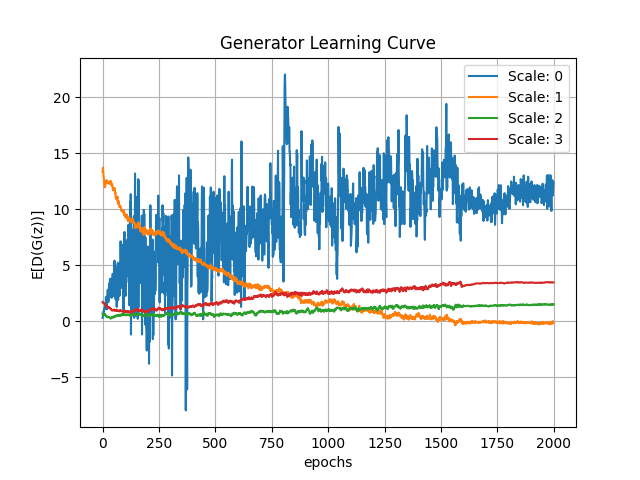 Generator Learning Curve
Scale: 0
Scale: 1
Scale: 2
Scale: 3
E[D(G(z))]
20
15
10
5
0
−5
0 250 500 750 1000 1250 1500 1750 2000
epochs